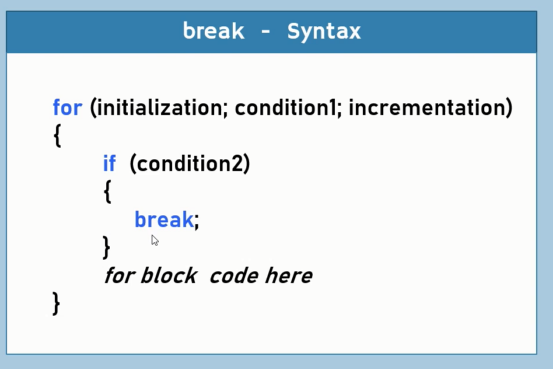 break - Syntax
for (initialization; condition1; incrementation)
{
if (condition2)
{
break;
}
for block code here
}